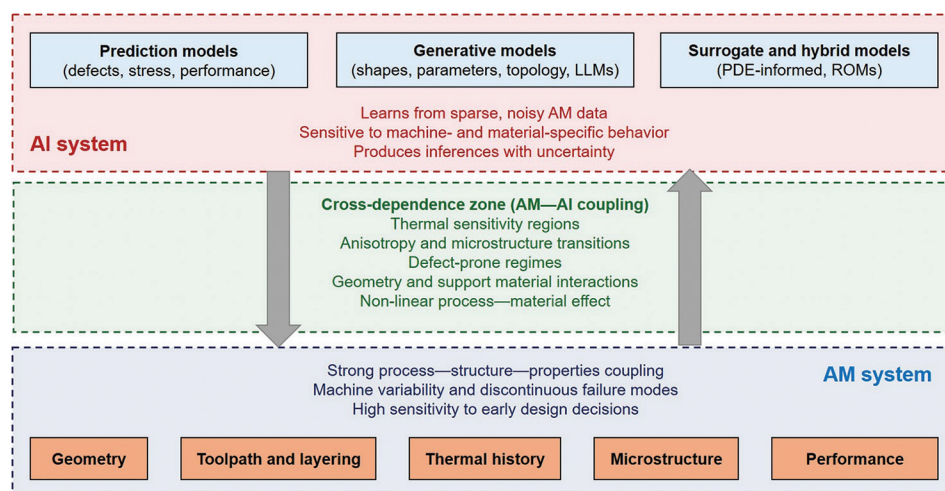 Prediction models
(defects, stress, performance)
Generative models
(shapes, parameters, topology, LLMs)
Surrogate and hybrid models
(PDE-informed, ROMs)
Learns from sparse, noisy AM data
Sensitive to machine- and material-specific behavior
Produces inferences with uncertainty
AI system
Cross-dependence zone (AM—AI coupling)
Thermal sensitivity regions
Anisotropy and microstructure transitions
Defect-prone regimes
Geometry and support material interactions
Non-linear process—material effect
Strong process—structure—properties coupling
Machine variability and discontinuous failure modes
High sensitivity to early design decisions
AM system
Geometry
Toolpath and layering
Thermal history
Microstructure
Performance